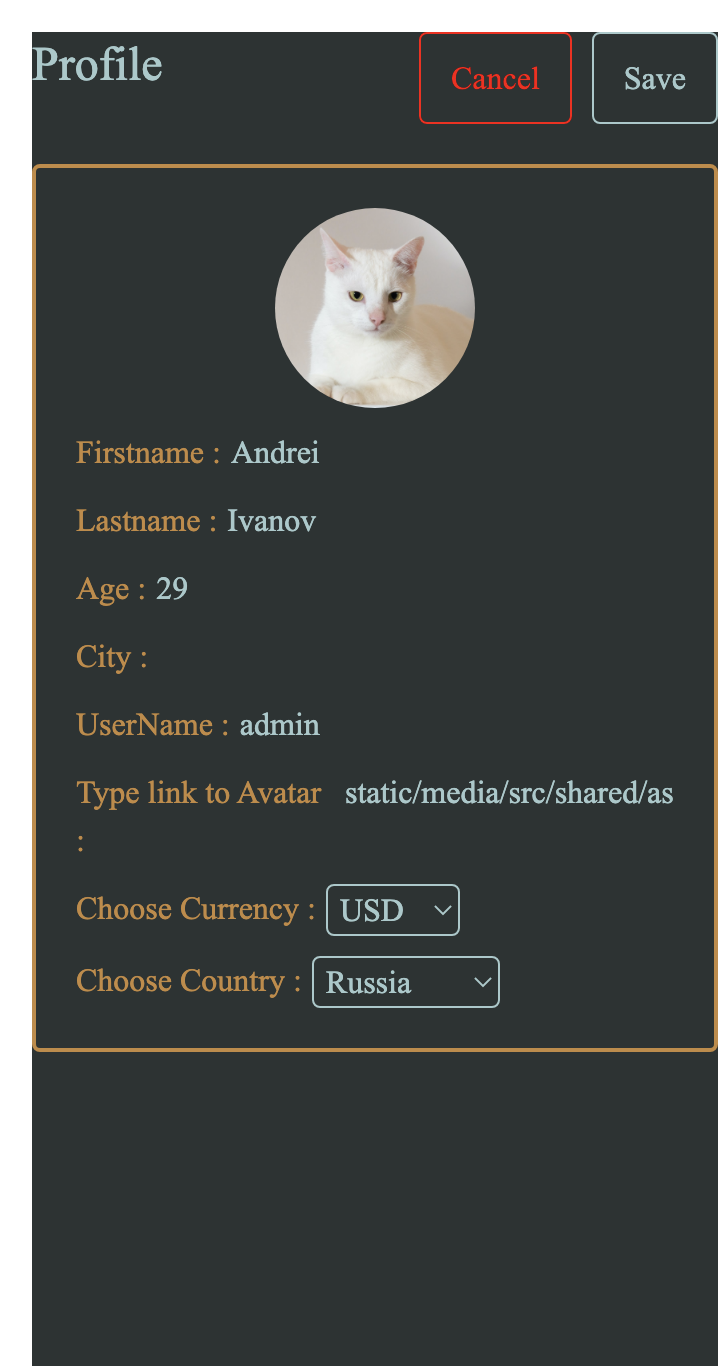 Profile
Cancel
Save
Firstname : Andrei
Lastname : Ivanov
Age : 29
City :
UserName : admin
Type link to Avatar static/media/src/shared/as
:
Choose Currency : USD
Choose Country : Russia